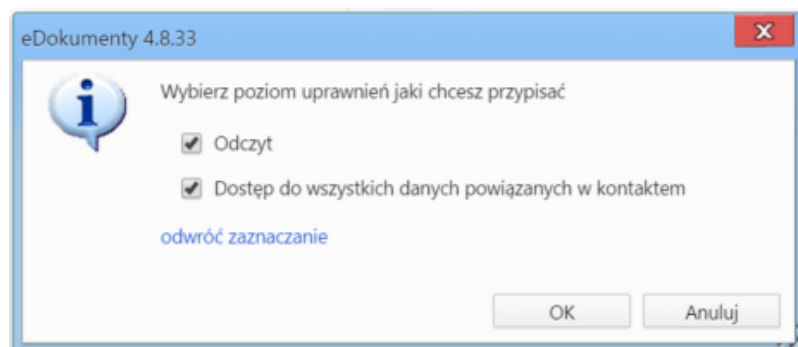 eDokumenty 4.8.33
Wybierz poziom uprawnień jaki chcesz przypisać
Odczyt
Dostęp do wszystkich danych powiązanych w kontaktem
odwróć zaznaczanie
OK Anuluj